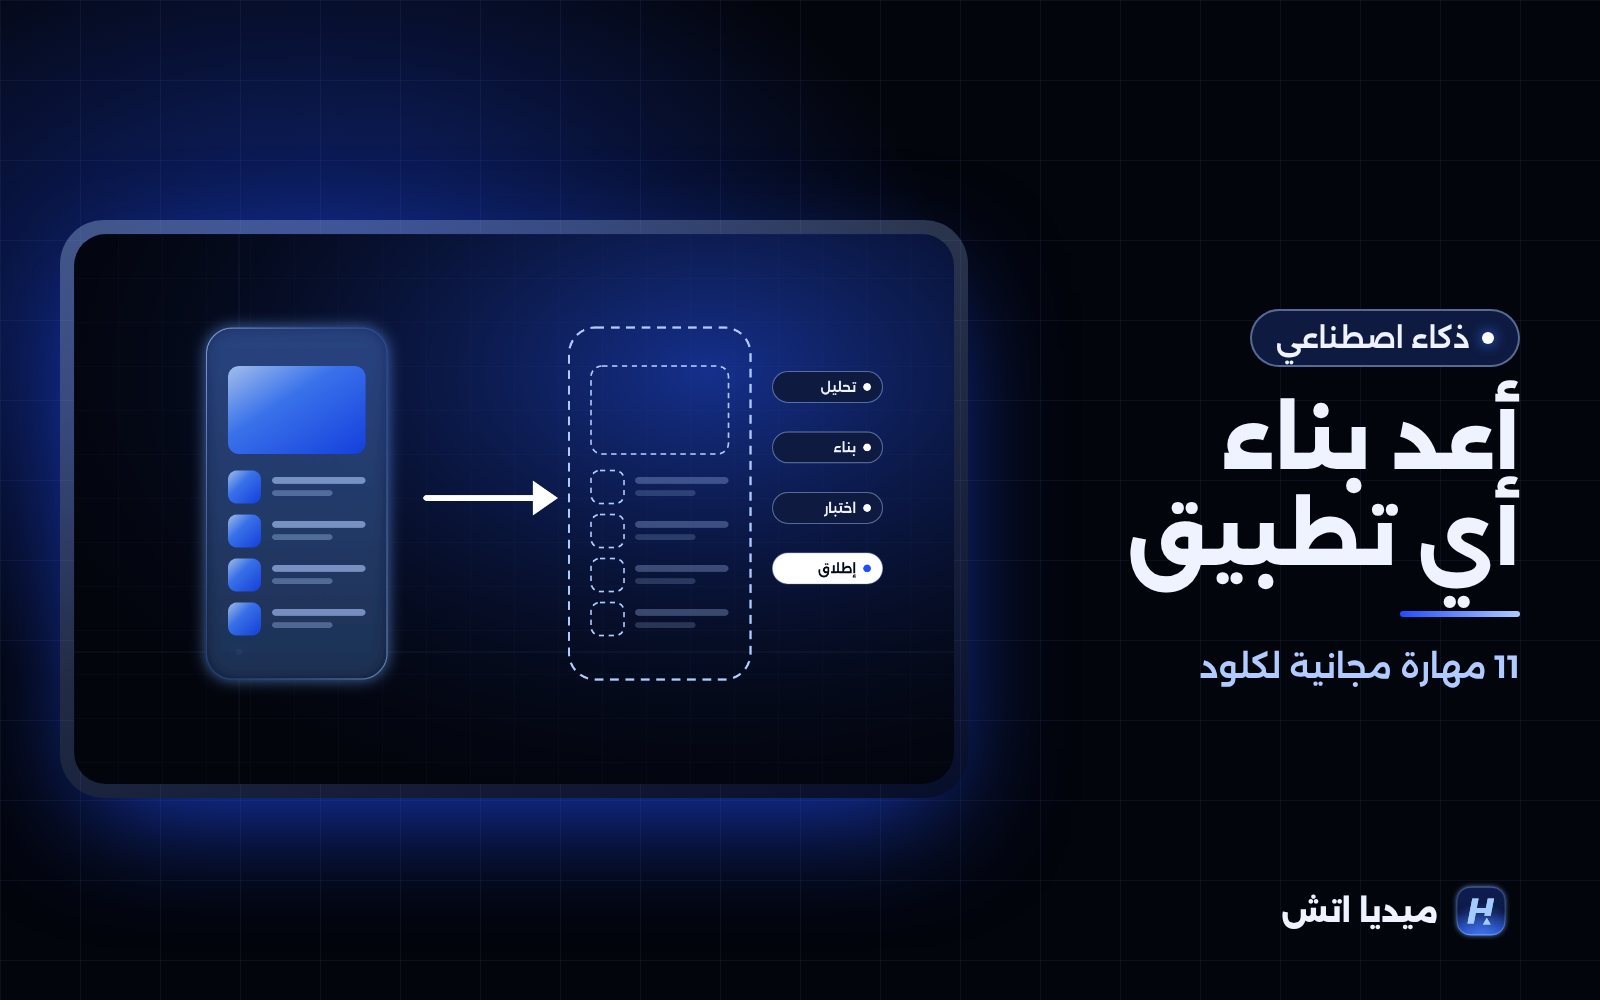 ذكاء اصطناعي
أعد بناء
أي تطبيق
11 مهارة مجانية لكلود
تحليل
بناء
اختبار
إطلاق
ميديا اتش